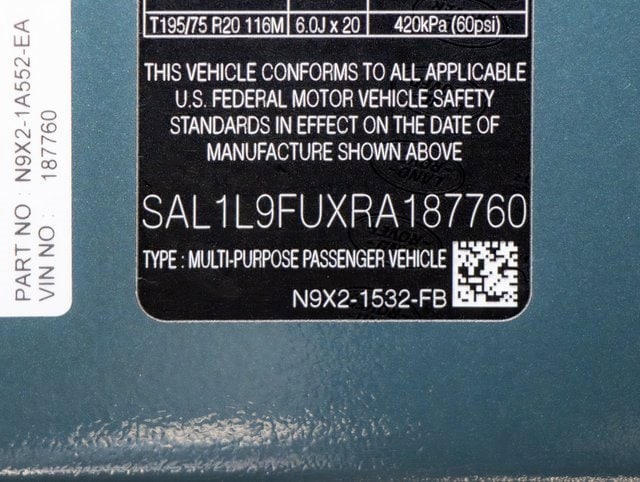 PART NO : N9X2-1A552-EA
VIN NO : 187760
T195/75 R20 116M 6.0J x 20 420kPa (60psi)
THIS VEHICLE CONFORMS TO ALL APPLICABLE
U.S. FEDERAL MOTOR VEHICLE SAFETY
STANDARDS IN EFFECT ON THE DATE OF
MANUFACTURE SHOWN ABOVE
SAL1L9FUXRA187760
TYPE : MULTI-PURPOSE PASSENGER VEHICLE
N9X2-1532-FB